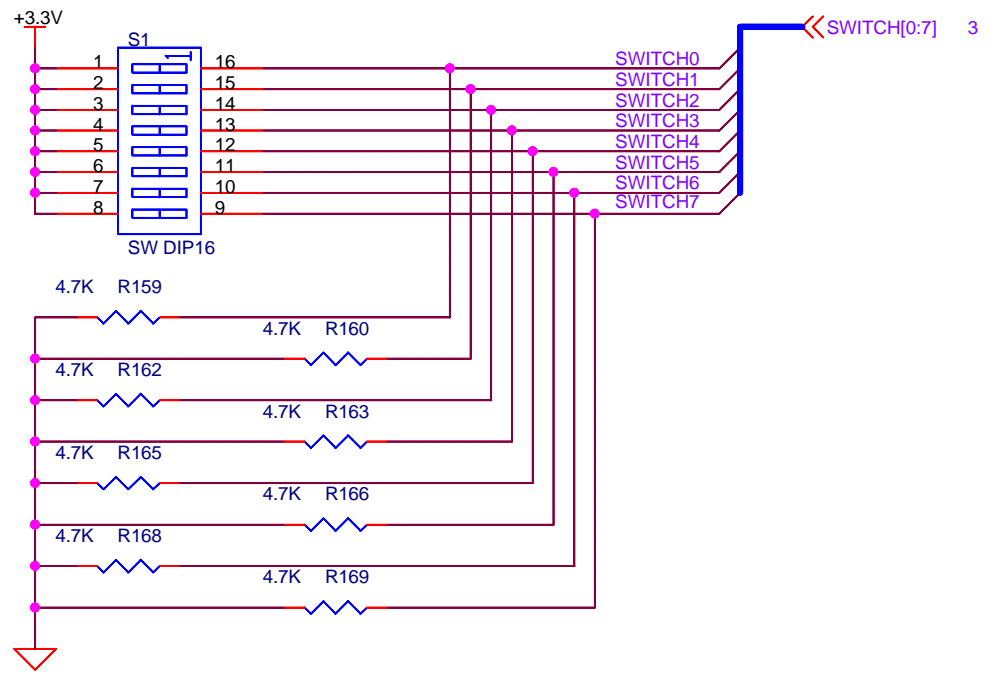 +3.3V
SWITCH[0:7] 3
S1
1 16 SWITCH0
2 15 SWITCH1
3 14 SWITCH2
4 13 SWITCH3
5 12 SWITCH4
6 11 SWITCH5
7 10 SWITCH6
8 9 SWITCH7
SW DIP16
4.7K R159
4.7K R160
4.7K R162
4.7K R163
4.7K R165
4.7K R166
4.7K R168
4.7K R169